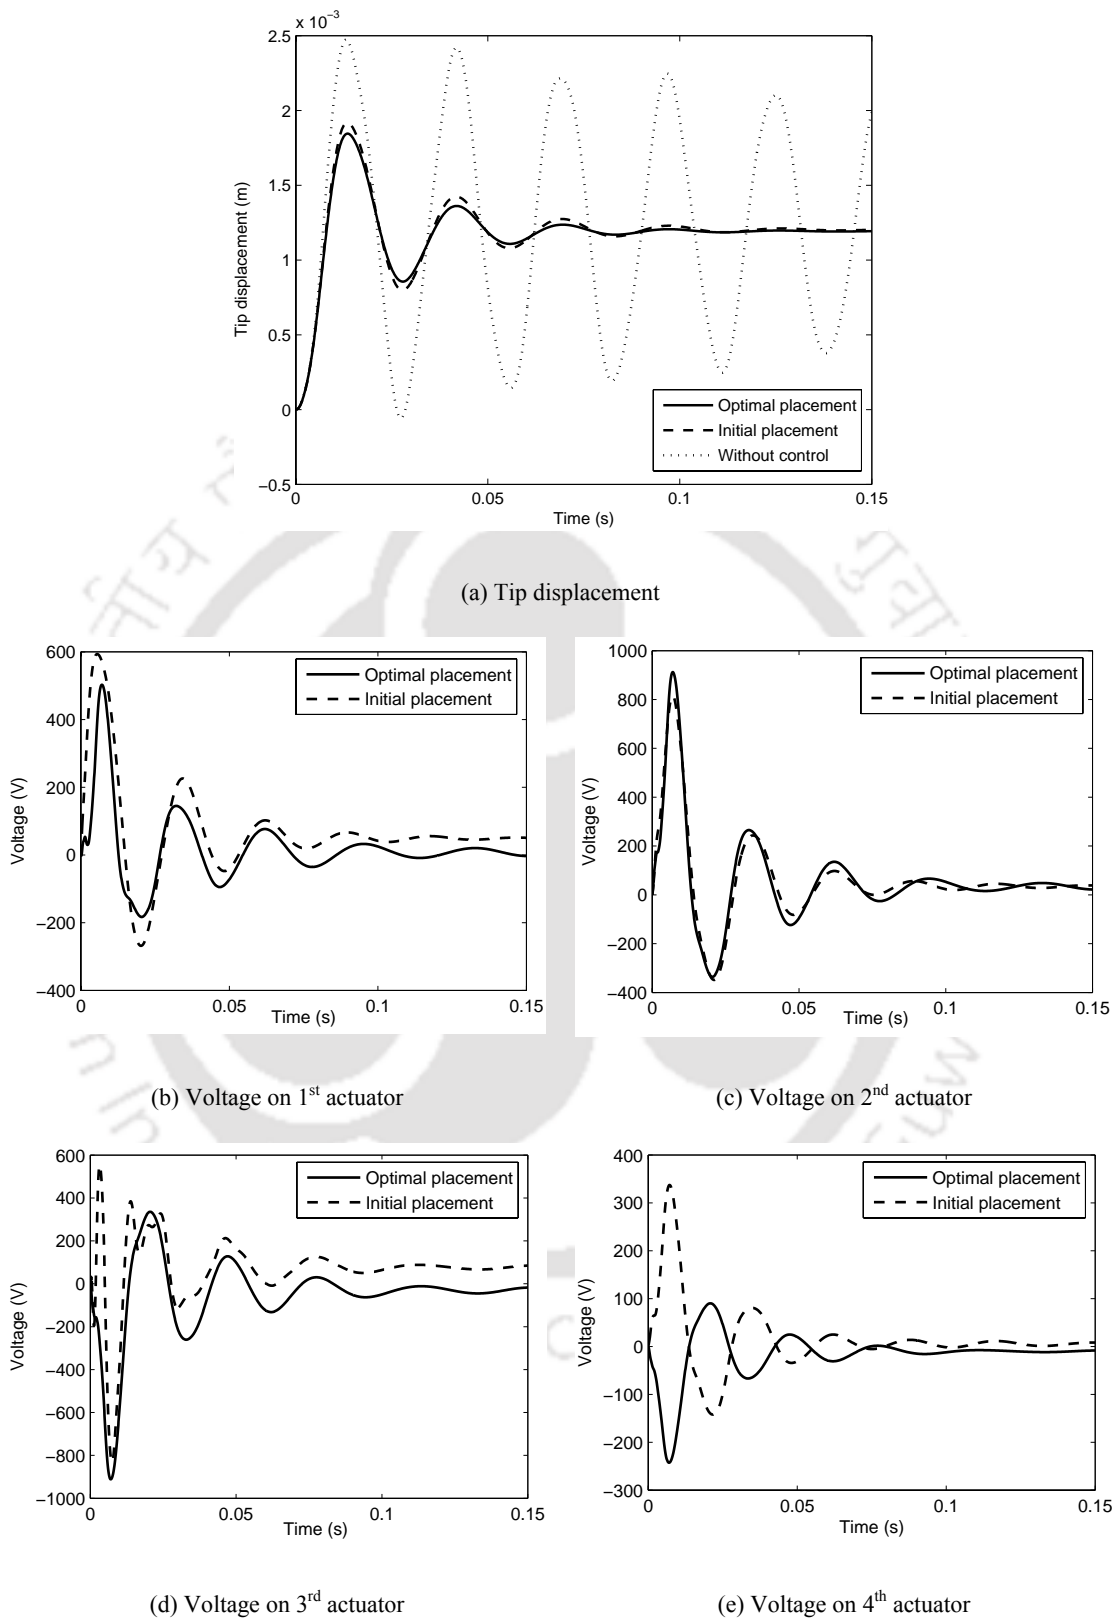 x 10⁻³
2.5
2
1.5
1
0.5
0
−0.5
0 0.05 0.1 0.15
Tip displacement (m)
Time (s)
Optimal placement
Initial placement
Without control
(a) Tip displacement
600
400
200
0
−200
−400
0 0.05 0.1 0.15
Voltage (V)
Time (s)
Optimal placement
Initial placement
1000
800
600
400
200
0
−200
−400
0 0.05 0.1 0.15
Voltage (V)
Time (s)
Optimal placement
Initial placement
(b) Voltage on 1st actuator
(c) Voltage on 2nd actuator
600
400
200
0
−200
−400
−600
−800
−1000
0 0.05 0.1 0.15
Voltage (V)
Time (s)
Optimal placement
Initial placement
400
300
200
100
0
−100
−200
−300
0 0.05 0.1 0.15
Voltage (V)
Time (s)
Optimal placement
Initial placement
(d) Voltage on 3rd actuator
(e) Voltage on 4th actuator